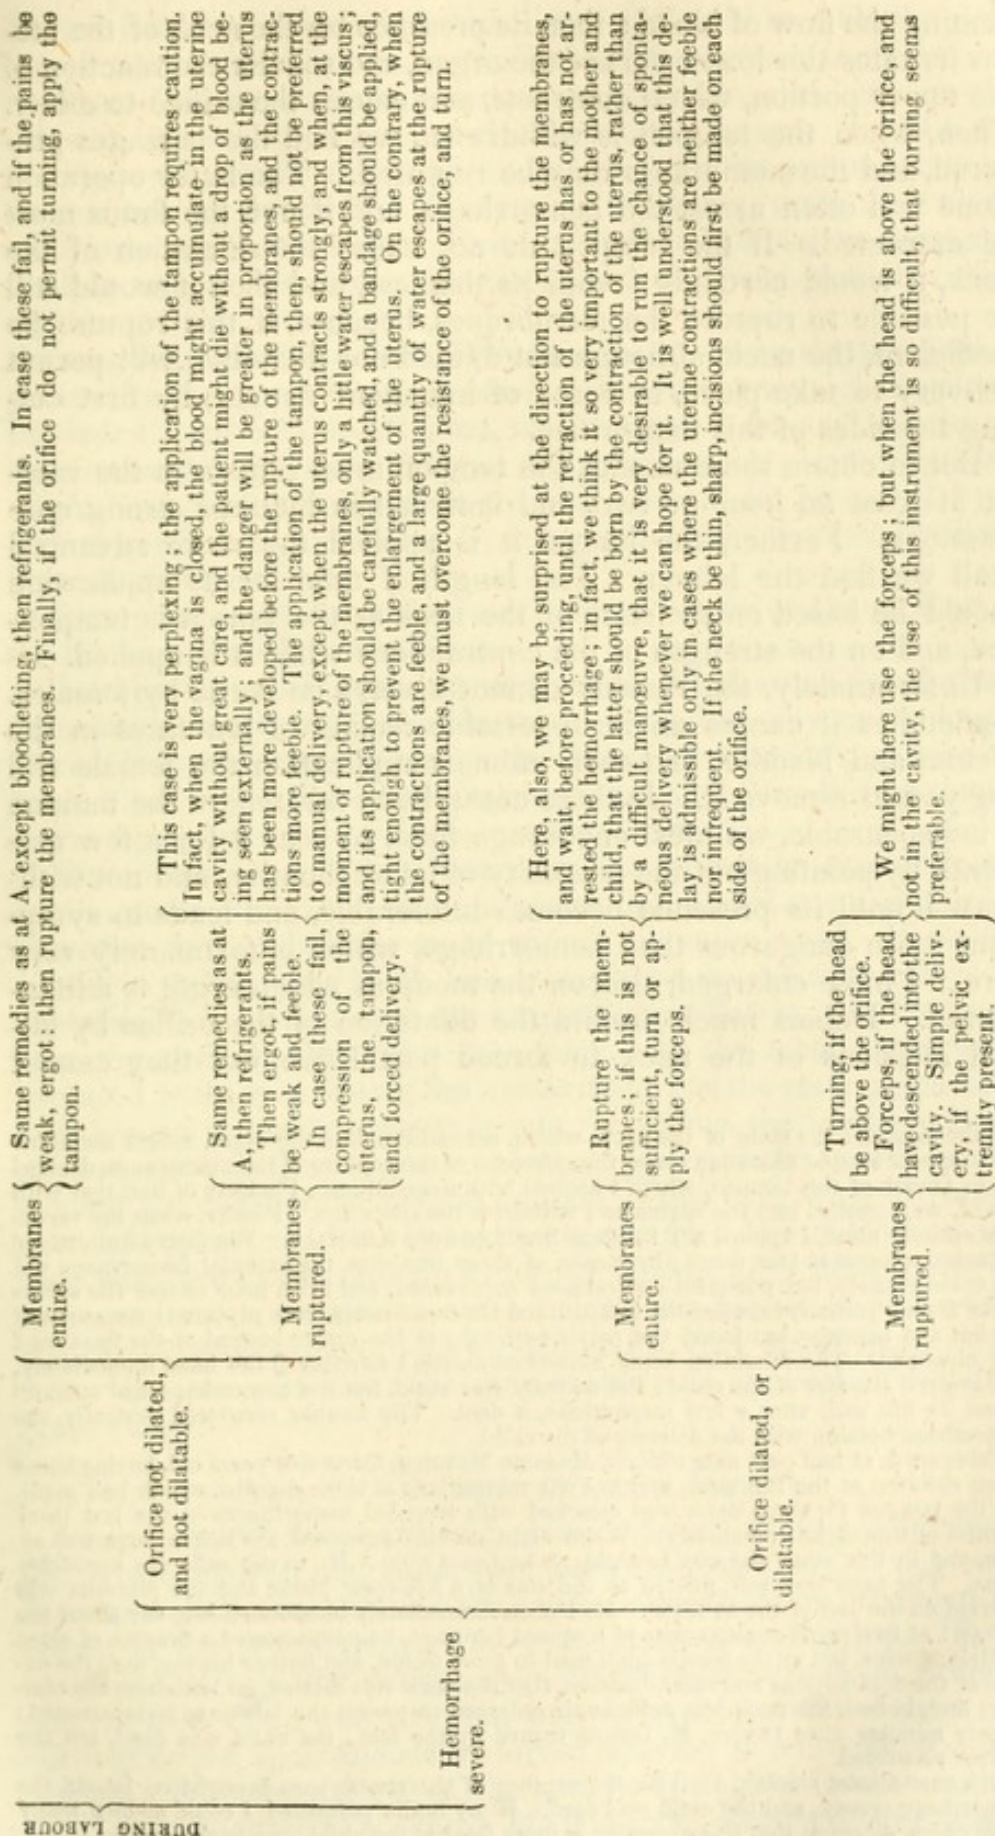 DURING LABOUR
Hemorrhage
severe.
Orifice not dilated,
and not dilatable.
Membranes
entire.
Same remedies as at A, except bloodletting, then refrigerants. In case these fail, and if the pains be
weak, ergot: then rupture the membranes. Finally, if the orifice do not permit turning, apply the
tampon.
Membranes
ruptured.
Same remedies as at
A, then refrigerants.
Then ergot, if pains
be weak and feeble.
In case these fail,
compression of the
uterus, the tampon,
and forced delivery.
This case is very perplexing; the application of the tampon requires caution.
In fact, when the vagina is closed, the blood might accumulate in the uterine
cavity without great care, and the patient might die without a drop of blood be-
ing seen externally; and the danger will be greater in proportion as the uterus
has been more developed before the rupture of the membranes, and the contrac-
tions more feeble. The application of the tampon, then, should not be preferred
to manual delivery, except when the uterus contracts strongly, and when, at the
moment of rupture of the membranes, only a little water escapes from this viscus;
and its application should be carefully watched, and a bandage should be applied,
tight enough to prevent the enlargement of the uterus. On the contrary, when
the contractions are feeble, and a large quantity of water escapes at the rupture
of the membranes, we must overcome the resistance of the orifice, and turn.
Orifice dilated, or
dilatable.
Membranes
entire.
Rupture the mem-
branes; if this is not
sufficient, turn or ap-
ply the forceps.
Here, also, we may be surprised at the direction to rupture the membranes,
and wait, before proceeding, until the retraction of the uterus has or has not ar-
rested the hemorrhage; in fact, we think it so very important to the mother and
child, that the latter should be born by the contraction of the uterus, rather than
by a difficult manœuvre, that it is very desirable to run the chance of sponta-
neous delivery whenever we can hope for it. It is well understood that this de-
lay is admissible only in cases where the uterine contractions are neither feeble
nor infrequent. If the neck be thin, sharp, incisions should first be made on each
side of the orifice.
Membranes
ruptured.
Turning, if the head
be above the orifice.
Forceps, if the head
have descended into the
cavity. Simple deliv-
ery, if the pelvic ex-
tremity present.
We might here use the forceps; but when the head is above the orifice, and
not in the cavity, the use of this instrument is so difficult that turning seems
preferable.